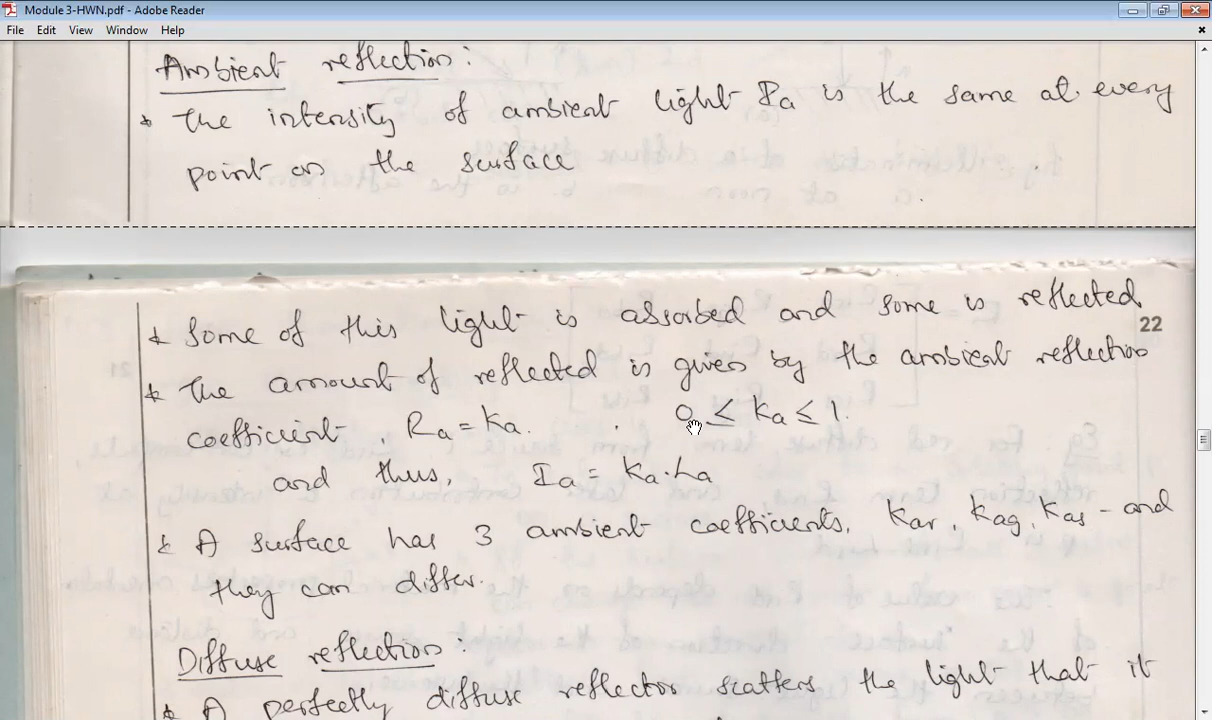 Module 3-HWN.pdf - Adobe Reader
File Edit View Window Help
Ambient reflection:
* The intensity of ambient light Ia is the same at every
point on the surface
22
* Some of this light is absorbed and some is reflected
* The amount of reflected is given by the ambient reflection
coefficient, Ra = Ka. 0 ≤ Ka ≤ 1.
and thus, Ia = Ka.La
* A surface has 3 ambient coefficients, Kar, Kag, Kas - and
they can differ.
Diffuse reflection:
* A perfectly diffuse reflector scatters the light that it